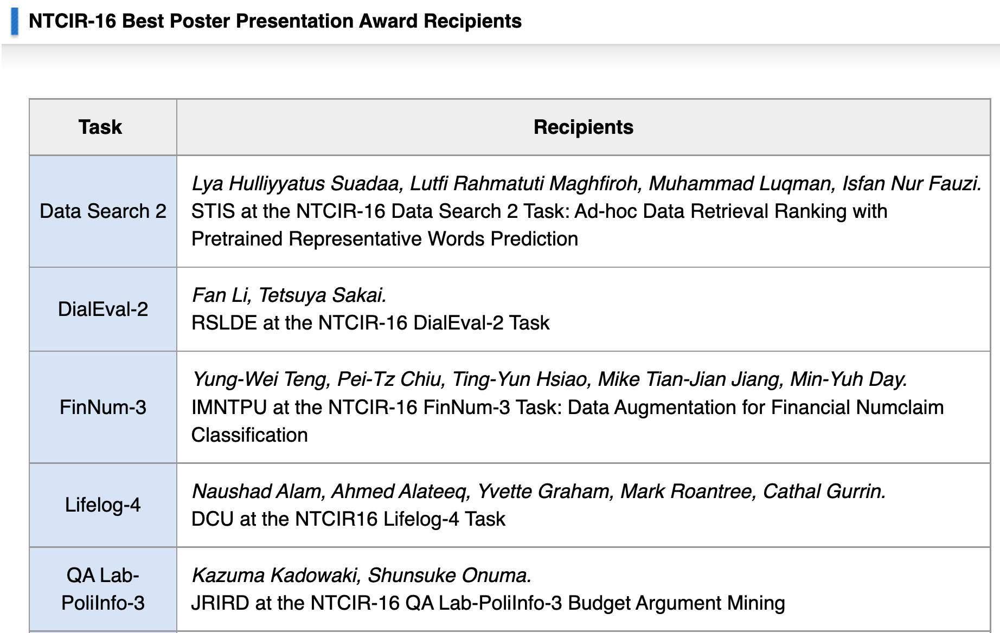 NTCIR-16 Best Poster Presentation Award Recipients
Task
Recipients
Data Search 2
Lya Hulliyyatus Suadaa, Lutfi Rahmatuti Maghfiroh, Muhammad Luqman, Isfan Nur Fauzi.
STIS at the NTCIR-16 Data Search 2 Task: Ad-hoc Data Retrieval Ranking with
Pretrained Representative Words Prediction
DialEval-2
Fan Li, Tetsuya Sakai.
RSLDE at the NTCIR-16 DialEval-2 Task
FinNum-3
Yung-Wei Teng, Pei-Tz Chiu, Ting-Yun Hsiao, Mike Tian-Jian Jiang, Min-Yuh Day.
IMNTPU at the NTCIR-16 FinNum-3 Task: Data Augmentation for Financial Numclaim
Classification
Lifelog-4
Naushad Alam, Ahmed Alateeq, Yvette Graham, Mark Roantree, Cathal Gurrin.
DCU at the NTCIR16 Lifelog-4 Task
QA Lab-
PoliInfo-3
Kazuma Kadowaki, Shunsuke Onuma.
JRIRD at the NTCIR-16 QA Lab-PoliInfo-3 Budget Argument Mining